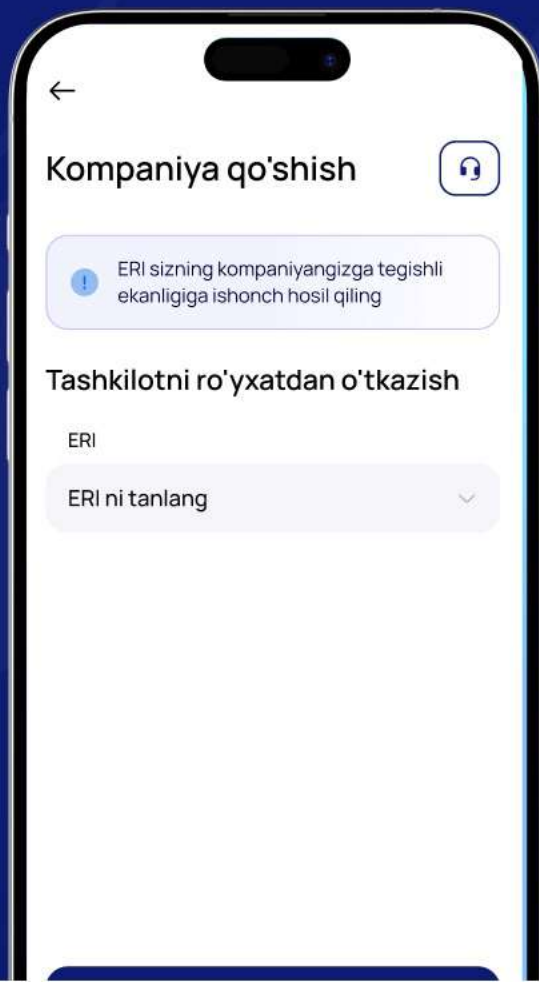 Kompaniya qo'shish
ERI sizning kompaniyangizga tegishli
ekanligiga ishonch hosil qiling
Tashkilotni ro'yxatdan o'tkazish
ERI
ERI ni tanlang